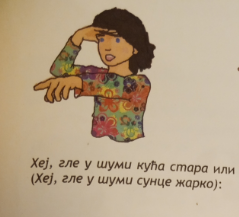 Хеј, гле у шуми кућа стара или
(Хеј, гле у шуми сунце жарко):